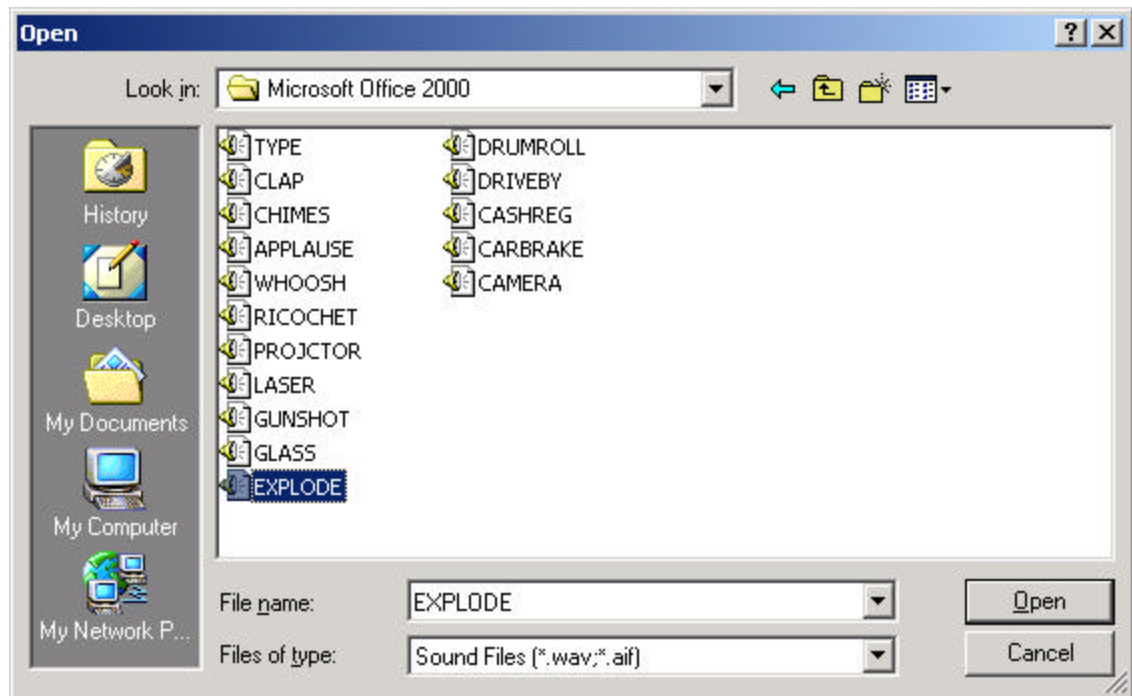 Open
Look in: Microsoft Office 2000
History
Desktop
My Documents
My Computer
My Network P...
TYPE
CLAP
CHIMES
APPLAUSE
WHOOSH
RICOCHET
PROJCTOR
LASER
GUNSHOT
GLASS
EXPLODE
DRUMROLL
DRIVEBY
CASHREG
CARBRAKE
CAMERA
File name: EXPLODE Open
Files of type: Sound Files (*.wav;*.aif) Cancel